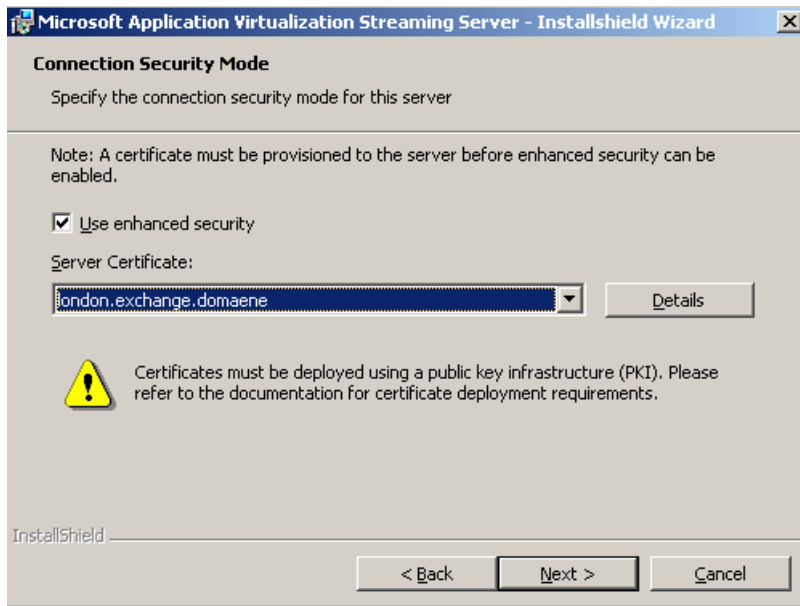 Microsoft Application Virtualization Streaming Server - Installshield Wizard
Connection Security Mode
Specify the connection security mode for this server
Note: A certificate must be provisioned to the server before enhanced security can be
enabled.
Use enhanced security
Server Certificate:
london.exchange.domaene
Details
Certificates must be deployed using a public key infrastructure (PKI). Please
refer to the documentation for certificate deployment requirements.
InstallShield
< Back
Next >
Cancel